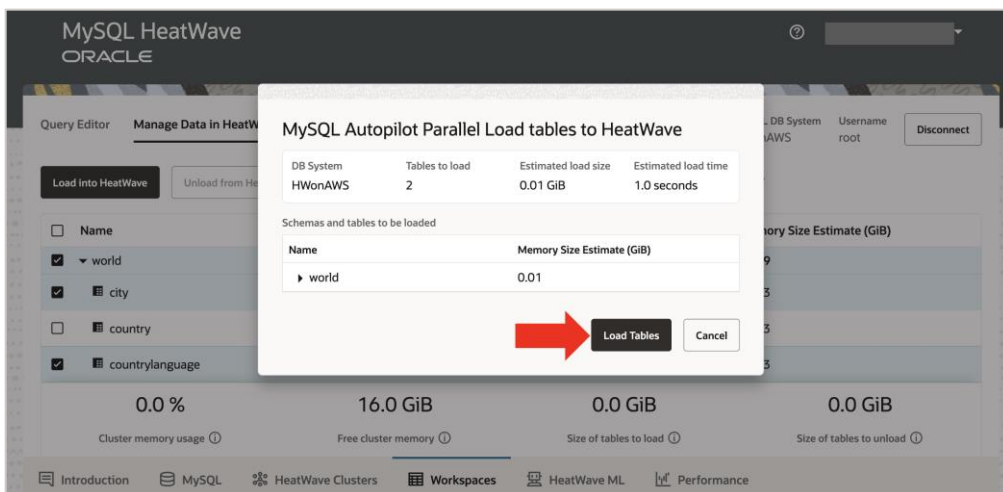 MySQL HeatWave
ORACLE
Query Editor
Manage Data in HeatW
DB System
Username
AWS
root
Disconnect
Load into HeatWave
Unload from He
Name
ory Size Estimate (GiB)
world
9
city
3
country
3
countrylanguage
3
MySQL Autopilot Parallel Load tables to HeatWave
DB System
Tables to load
Estimated load size
Estimated load time
HWonAWS
2
0.01 GiB
1.0 seconds
Schemas and tables to be loaded
Name
Memory Size Estimate (GiB)
world
0.01
Load Tables
Cancel
0.0 %
16.0 GiB
0.0 GiB
0.0 GiB
Cluster memory usage
Free cluster memory
Size of tables to load
Size of tables to unload
Introduction
MySQL
HeatWave Clusters
Workspaces
HeatWave ML
Performance